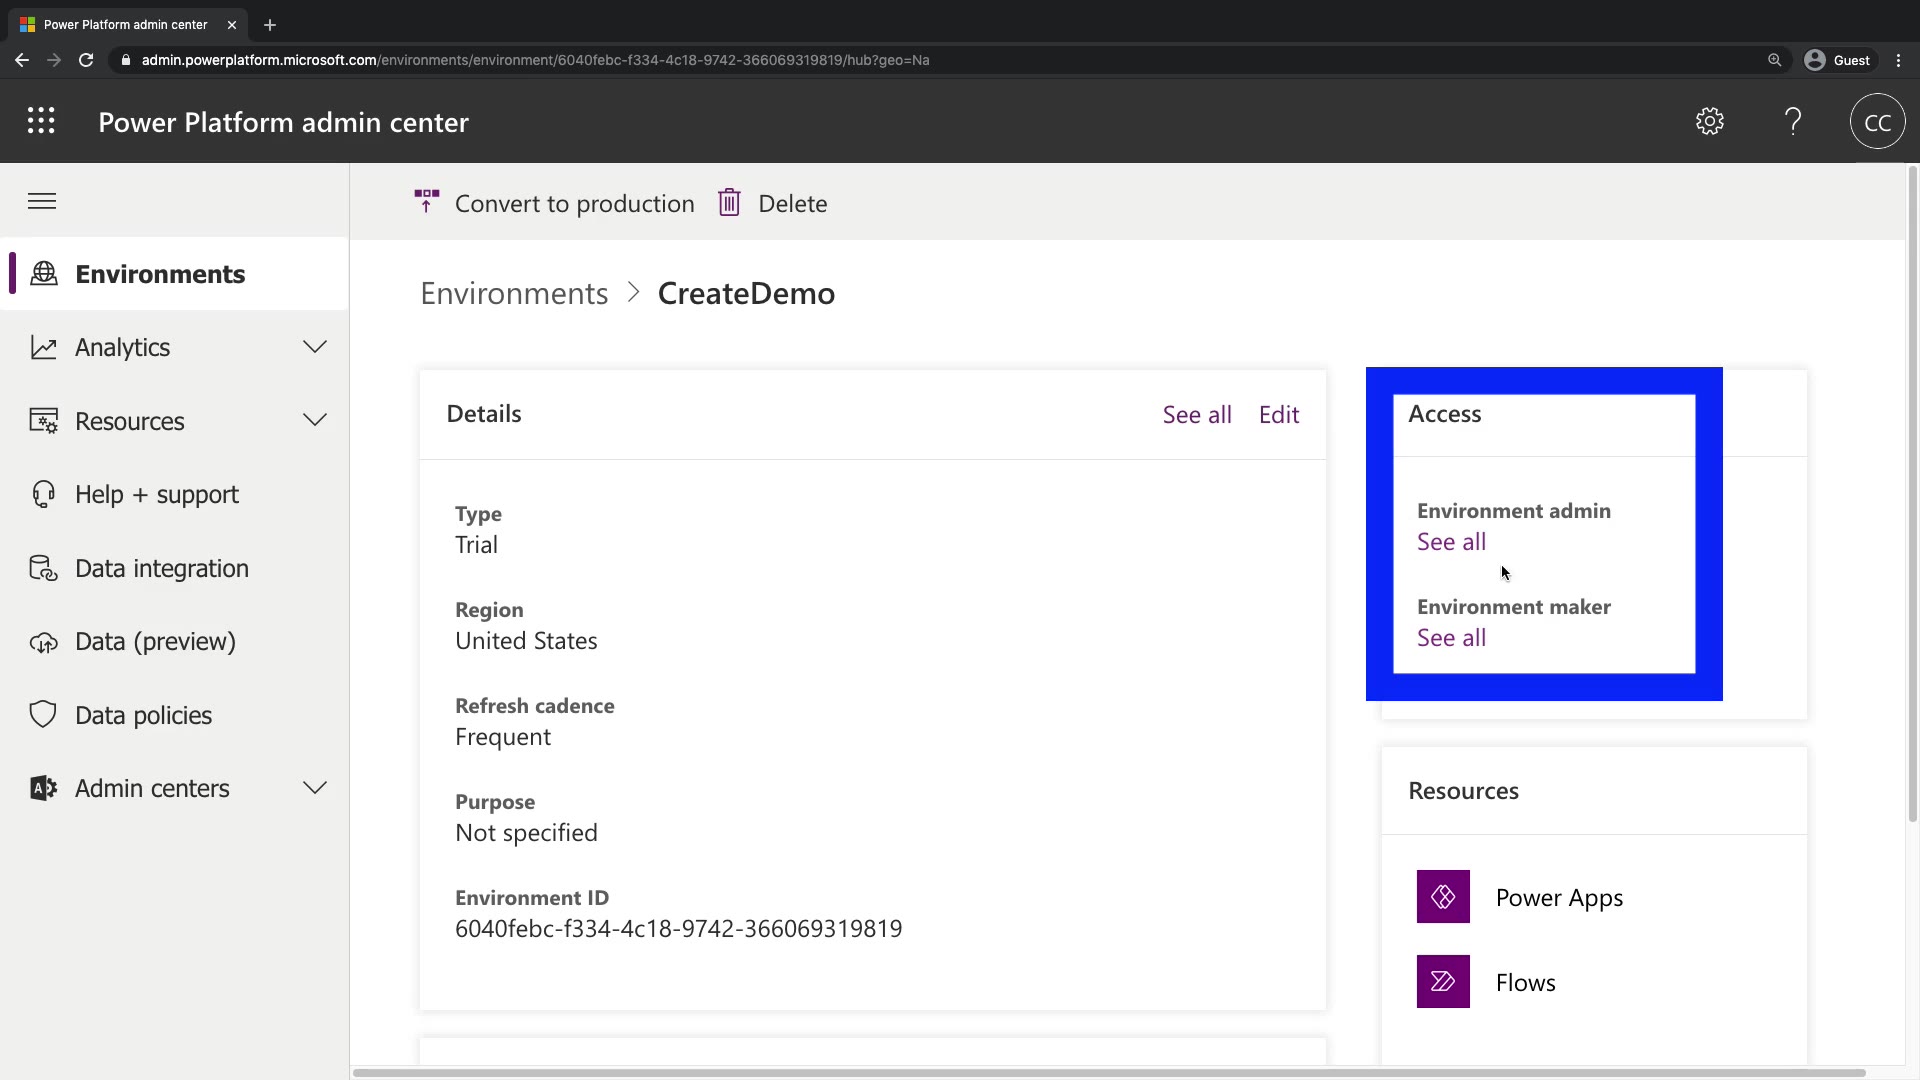 Power Platform admin center
admin.powerplatform.microsoft.com/environments/environment/6040febc-f334-4c18-9742-366069319819/hub?geo=Na
Guest
Power Platform admin center
CC
Convert to production
Delete
Environments
Analytics
Resources
Help + support
Data integration
Data (preview)
Data policies
Admin centers
Environments > CreateDemo
Details
See all
Edit
Type
Trial
Region
United States
Refresh cadence
Frequent
Purpose
Not specified
Environment ID
6040febc-f334-4c18-9742-366069319819
Access
Environment admin
See all
Environment maker
See all
Resources
Power Apps
Flows